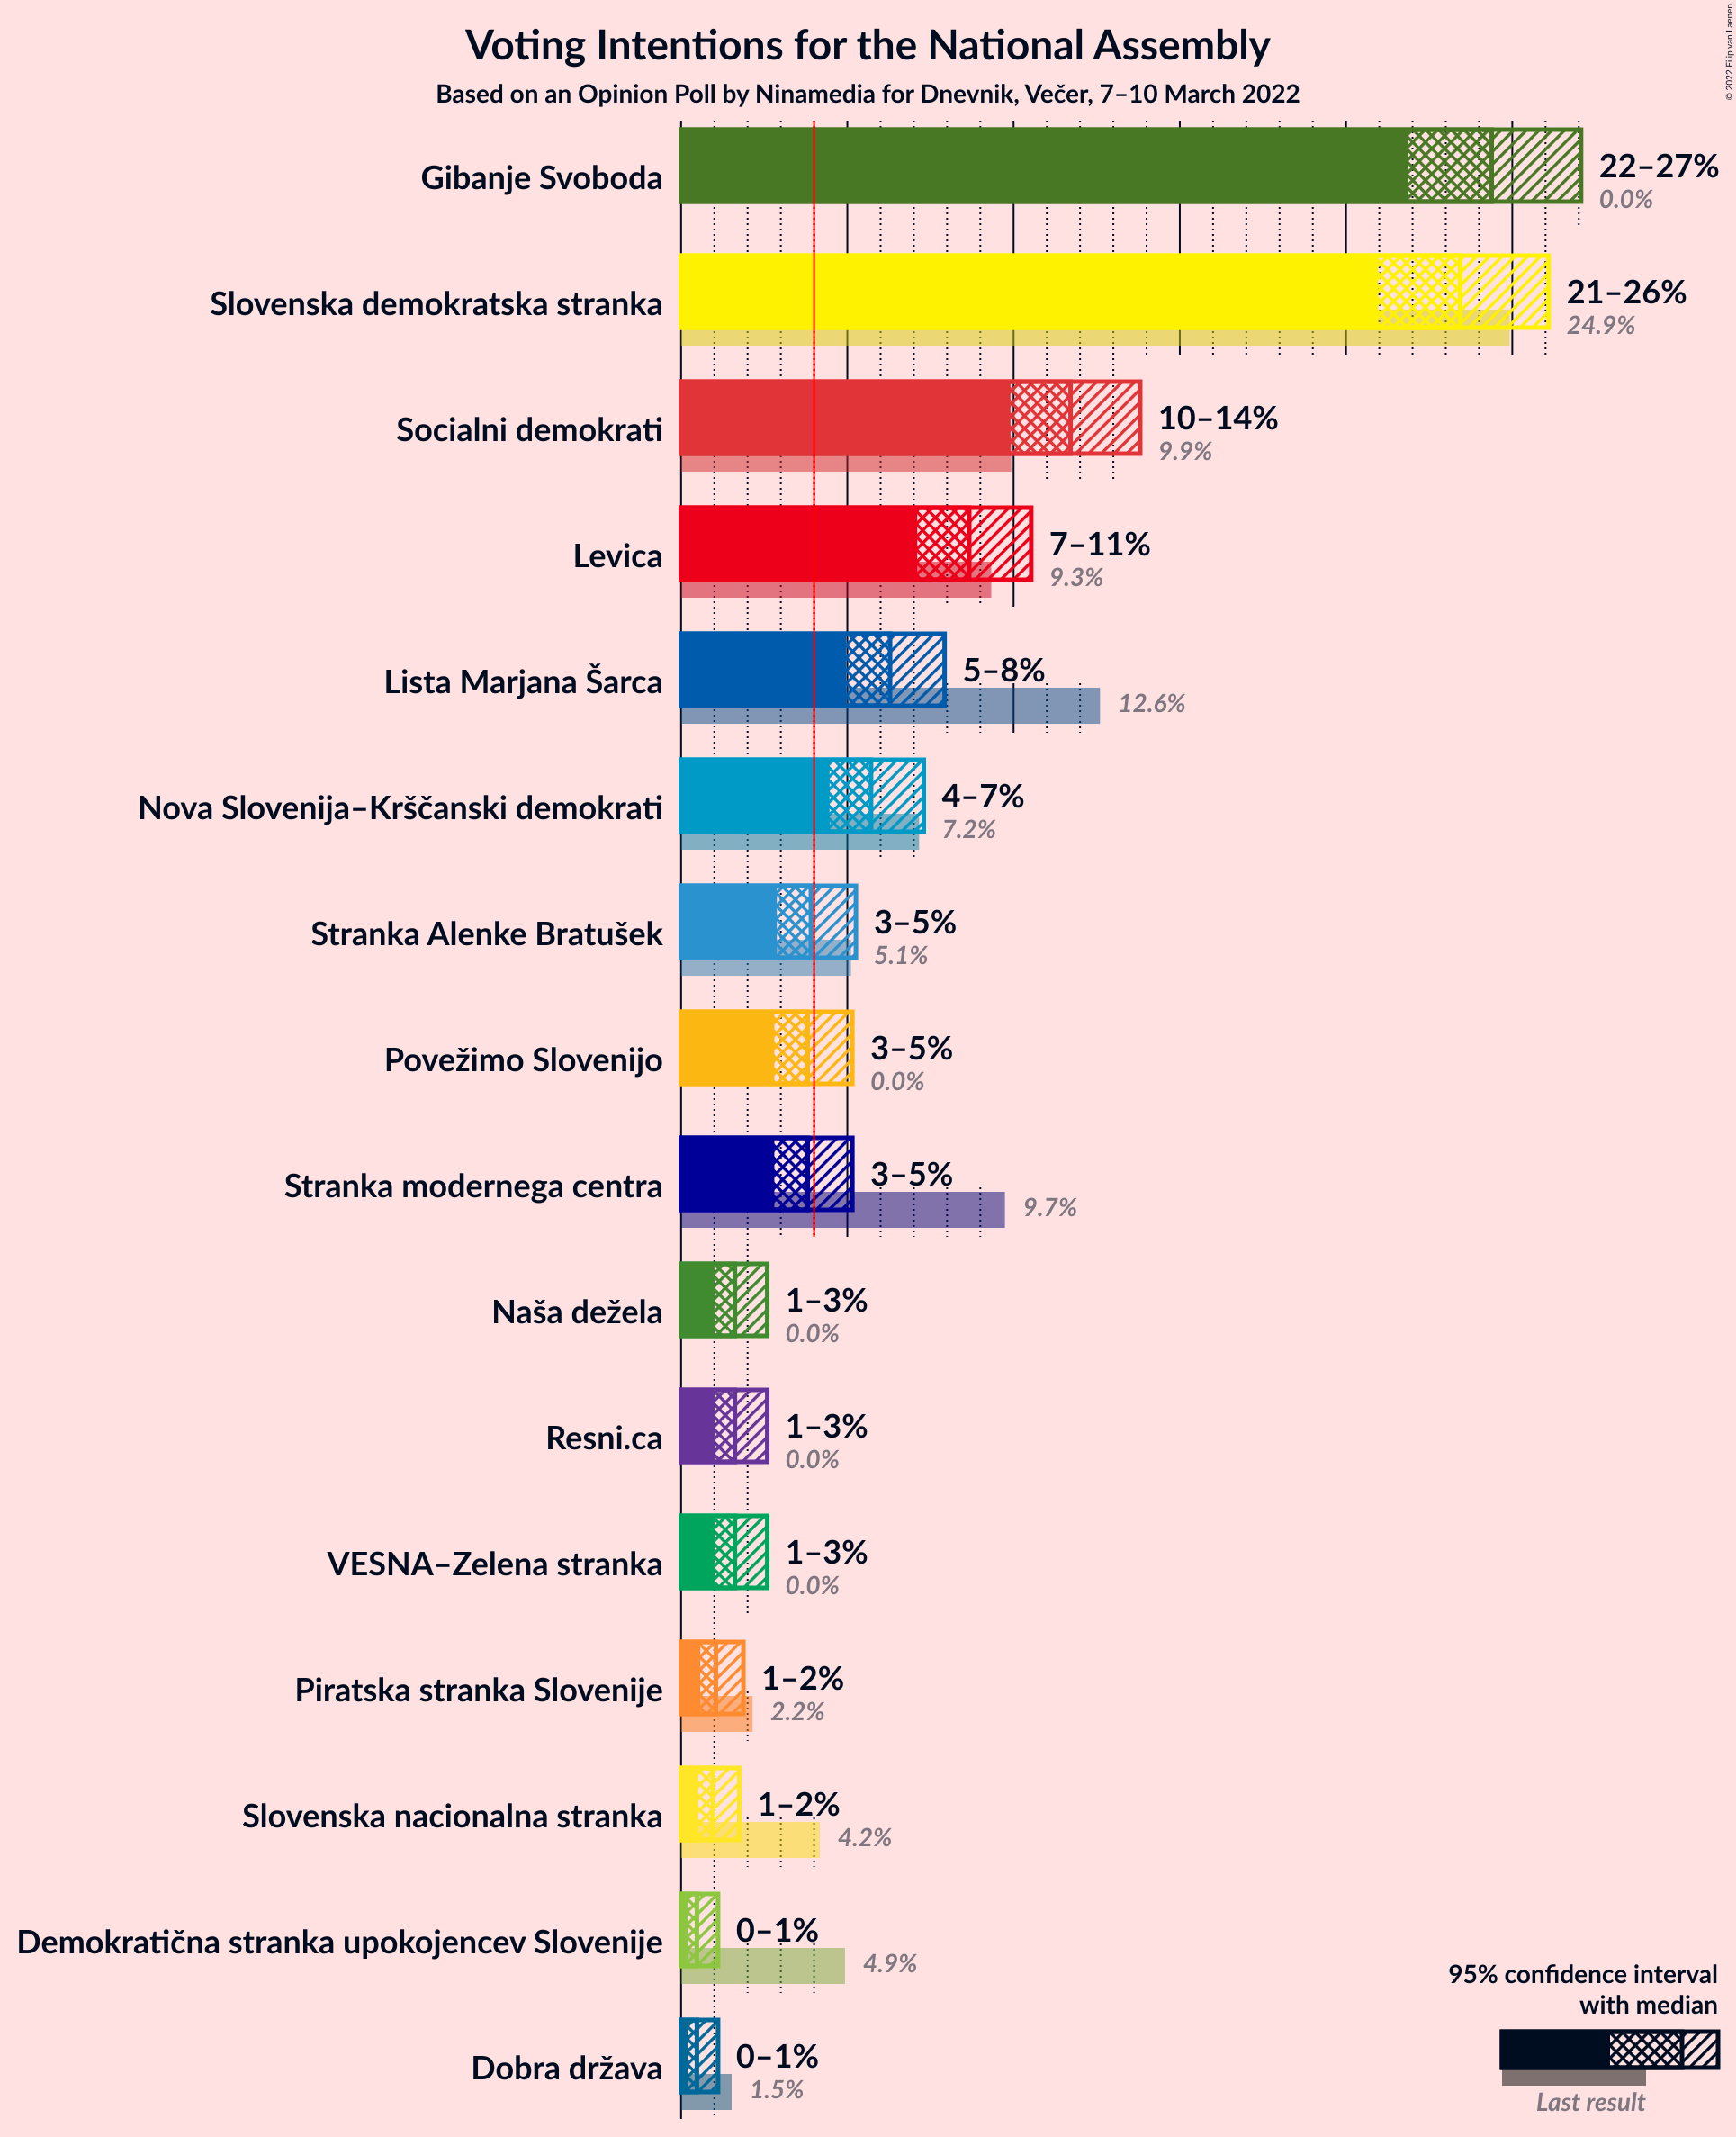 © 2022 Filip van Laenen
Voting Intentions for the National Assembly
Based on an Opinion Poll by Ninamedia for Dnevnik, Večer, 7–10 March 2022
Gibanje Svoboda
22–27%
0.0%
Slovenska demokratska stranka
21–26%
24.9%
Socialni demokrati
10–14%
9.9%
Levica
7–11%
9.3%
Lista Marjana Šarca
5–8%
12.6%
Nova Slovenija–Krščanski demokrati
4–7%
7.2%
Stranka Alenke Bratušek
3–5%
5.1%
Povežimo Slovenijo
3–5%
0.0%
Stranka modernega centra
3–5%
9.7%
Naša dežela
1–3%
0.0%
Resni.ca
1–3%
0.0%
VESNA–Zelena stranka
1–3%
0.0%
Piratska stranka Slovenije
1–2%
2.2%
Slovenska nacionalna stranka
1–2%
4.2%
Demokratična stranka upokojencev Slovenije
0–1%
4.9%
Dobra država
0–1%
1.5%
95% confidence interval
with median
Last result